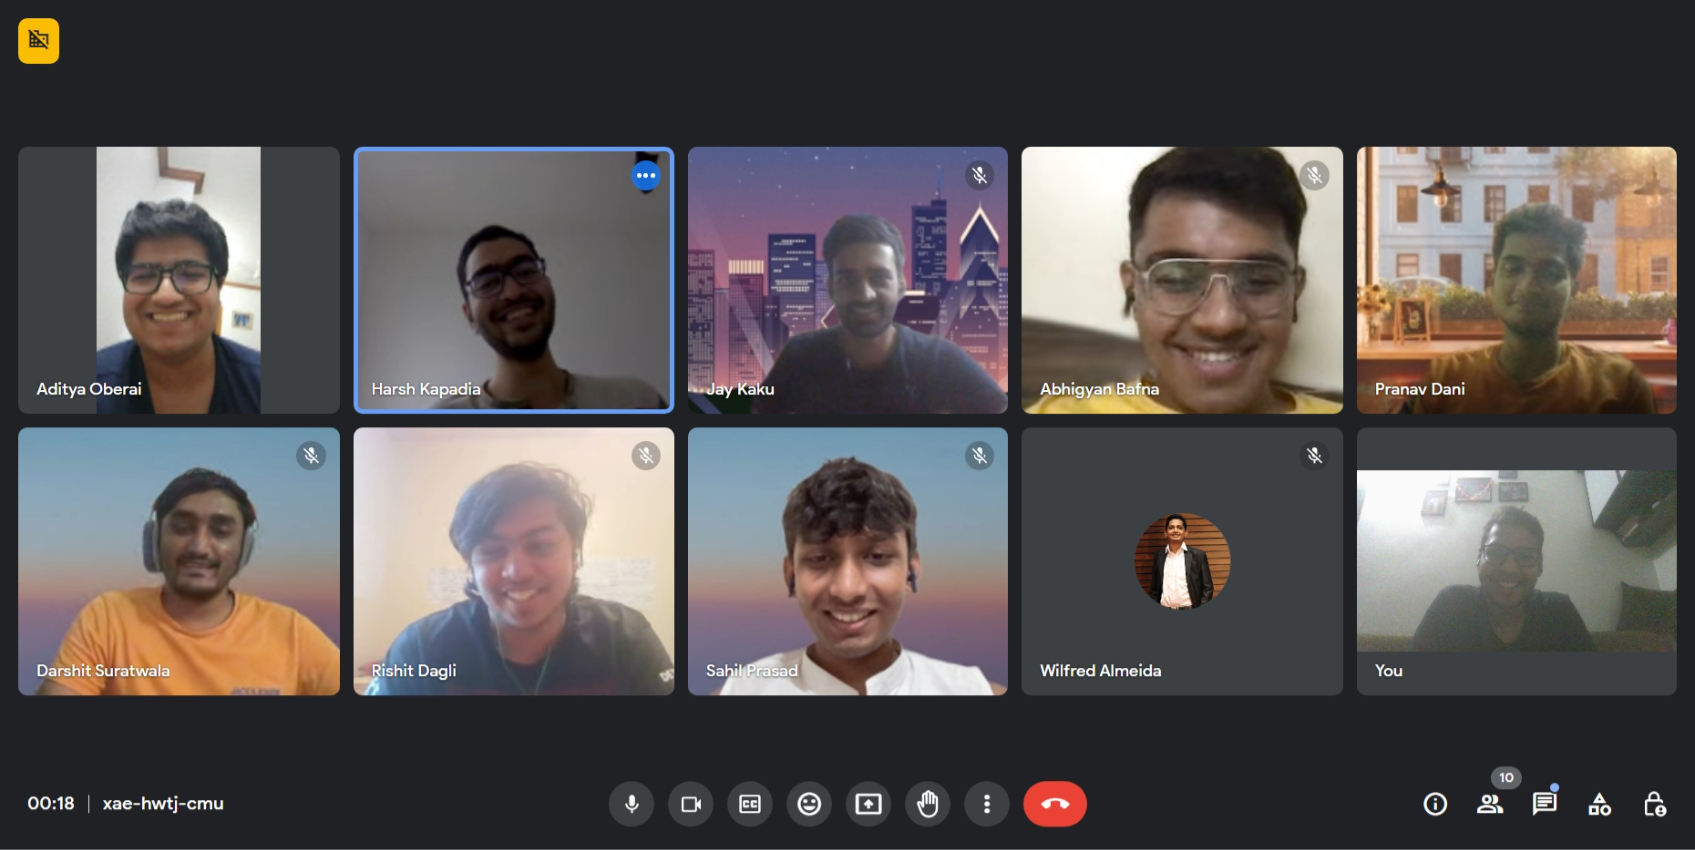 Aditya Oberai
Harsh Kapadia
Jay Kaku
Abhigyan Bafna
Pranav Dani
Darshit Suratwala
Rishit Dagli
Sahil Prasad
Wilfred Almeida
You
00:18 | xae-hwtj-cmu
CC
10